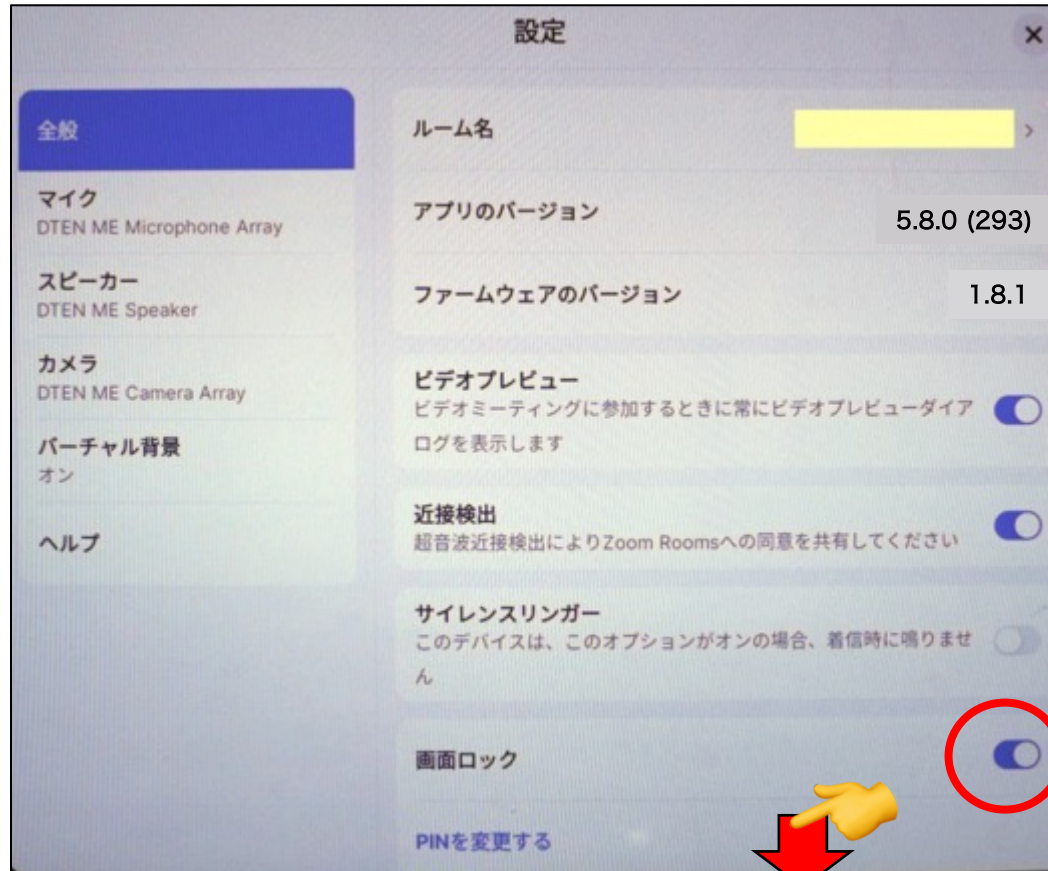 設定
全般
マイク
DTEN ME Microphone Array
スピーカー
DTEN ME Speaker
カメラ
DTEN ME Camera Array
バーチャル背景
オン
ヘルプ
ルーム名
アプリのバージョン
5.8.0 (293)
ファームウェアのバージョン
1.8.1
ビデオプレビュー
ビデオミーティングに参加するときに常にビデオプレビューダイア
ログを表示します
近接検出
超音波近接検出によりZoom Roomsへの同意を共有してください
サイレンスリンガー
このデバイスは、このオプションがオンの場合、着信時に鳴りませ
ん
画面ロック
PINを変更する